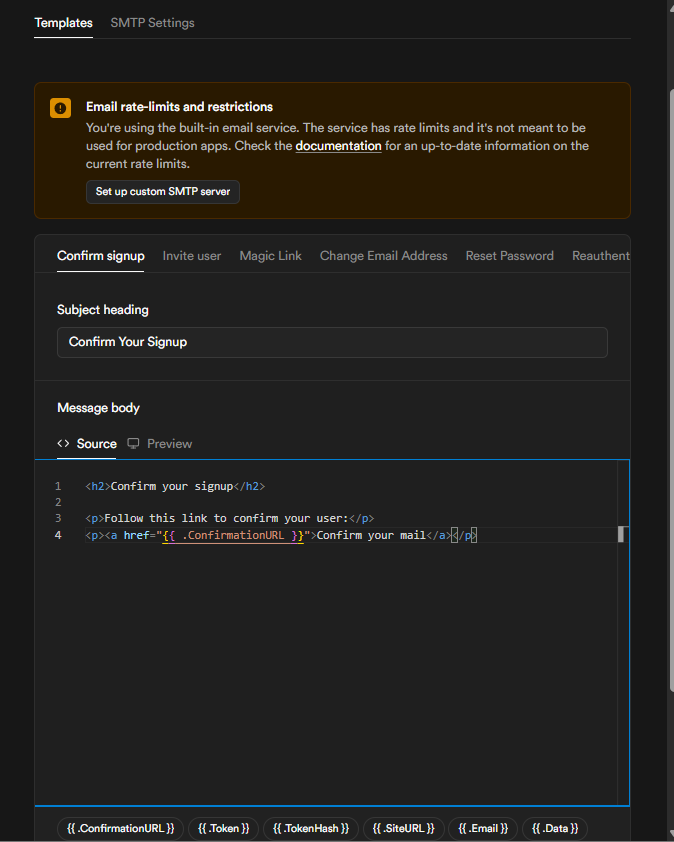 Templates SMTP Settings
Email rate-limits and restrictions
You're using the built-in email service. The service has rate limits and it's not meant to be
used for production apps. Check the documentation for an up-to-date information on the
current rate limits.
Set up custom SMTP server
Confirm signup Invite user Magic Link Change Email Address Reset Password Reauthent
Subject heading
Confirm Your Signup
Message body
<> Source Preview
1 <h2>Confirm your signup</h2>
2
3 <p>Follow this link to confirm your user:</p>
4 <p><a href="{{ .ConfirmationURL }}">Confirm your mail</a></p>
{{ .ConfirmationURL }} {{ .Token }} {{ .TokenHash }} {{ .SiteURL }} {{ .Email }} {{ .Data }}